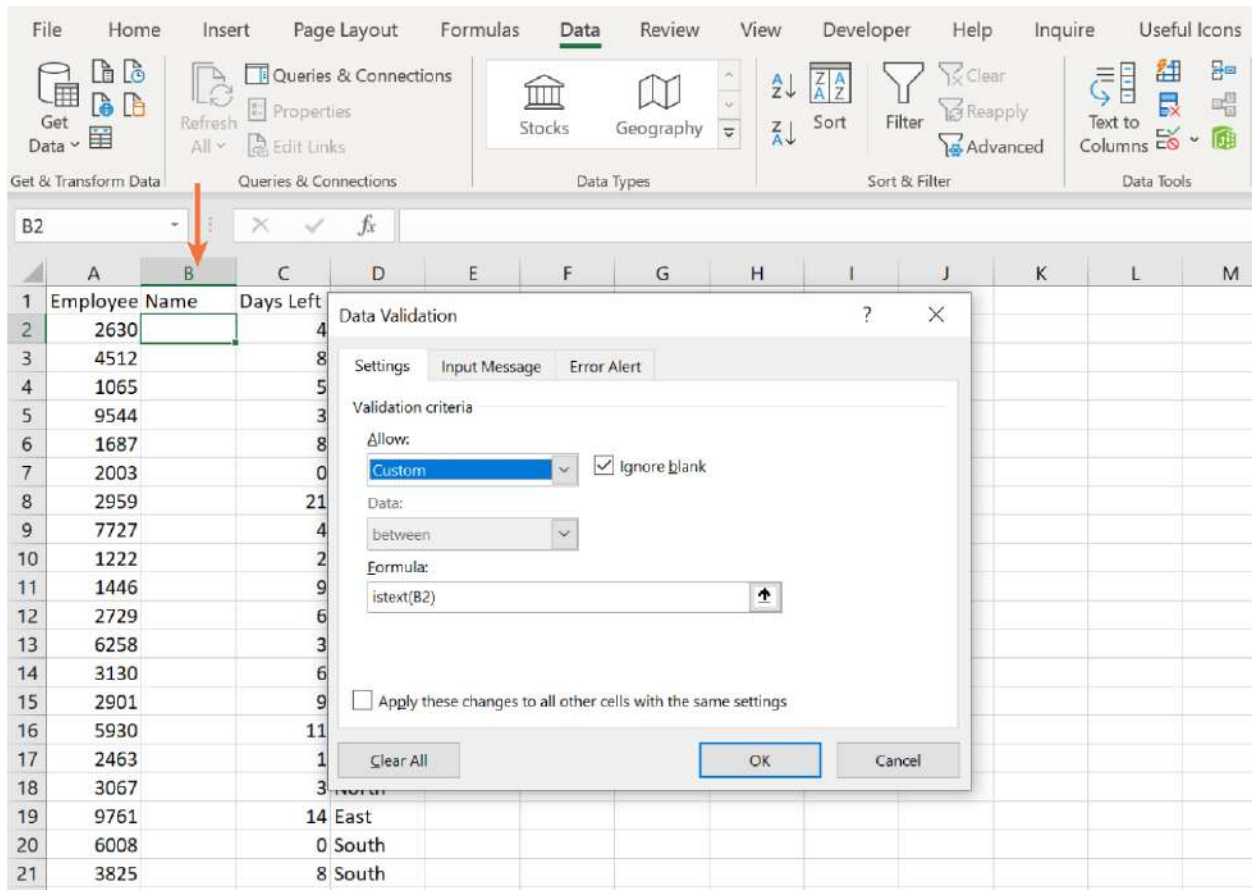 File Home Insert Page Layout Formulas Data Review View Developer Help Inquire Useful Icons
Get Data
Refresh All
Queries & Connections
Properties
Edit Links
Stocks
Geography
Sort
Filter
Clear
Reapply
Advanced
Text to Columns
Get & Transform Data Queries & Connections Data Types Sort & Filter Data Tools
B2 fx
A B C D E F G H I J K L M
1 Employee Name Days Left
2 2630 4
3 4512 8
4 1065 5
5 9544 3
6 1687 8
7 2003 0
8 2959 21
9 7727 4
10 1222 2
11 1446 9
12 2729 6
13 6258 3
14 3130 6
15 2901 9
16 5930 11
17 2463 1
18 3067 3 North
19 9761 14 East
20 6008 0 South
21 3825 8 South
Data Validation ?
Settings Input Message Error Alert
Validation criteria
Allow:
Custom Ignore blank
Data:
between
Formula:
istext(B2)
Apply these changes to all other cells with the same settings
Clear All OK Cancel